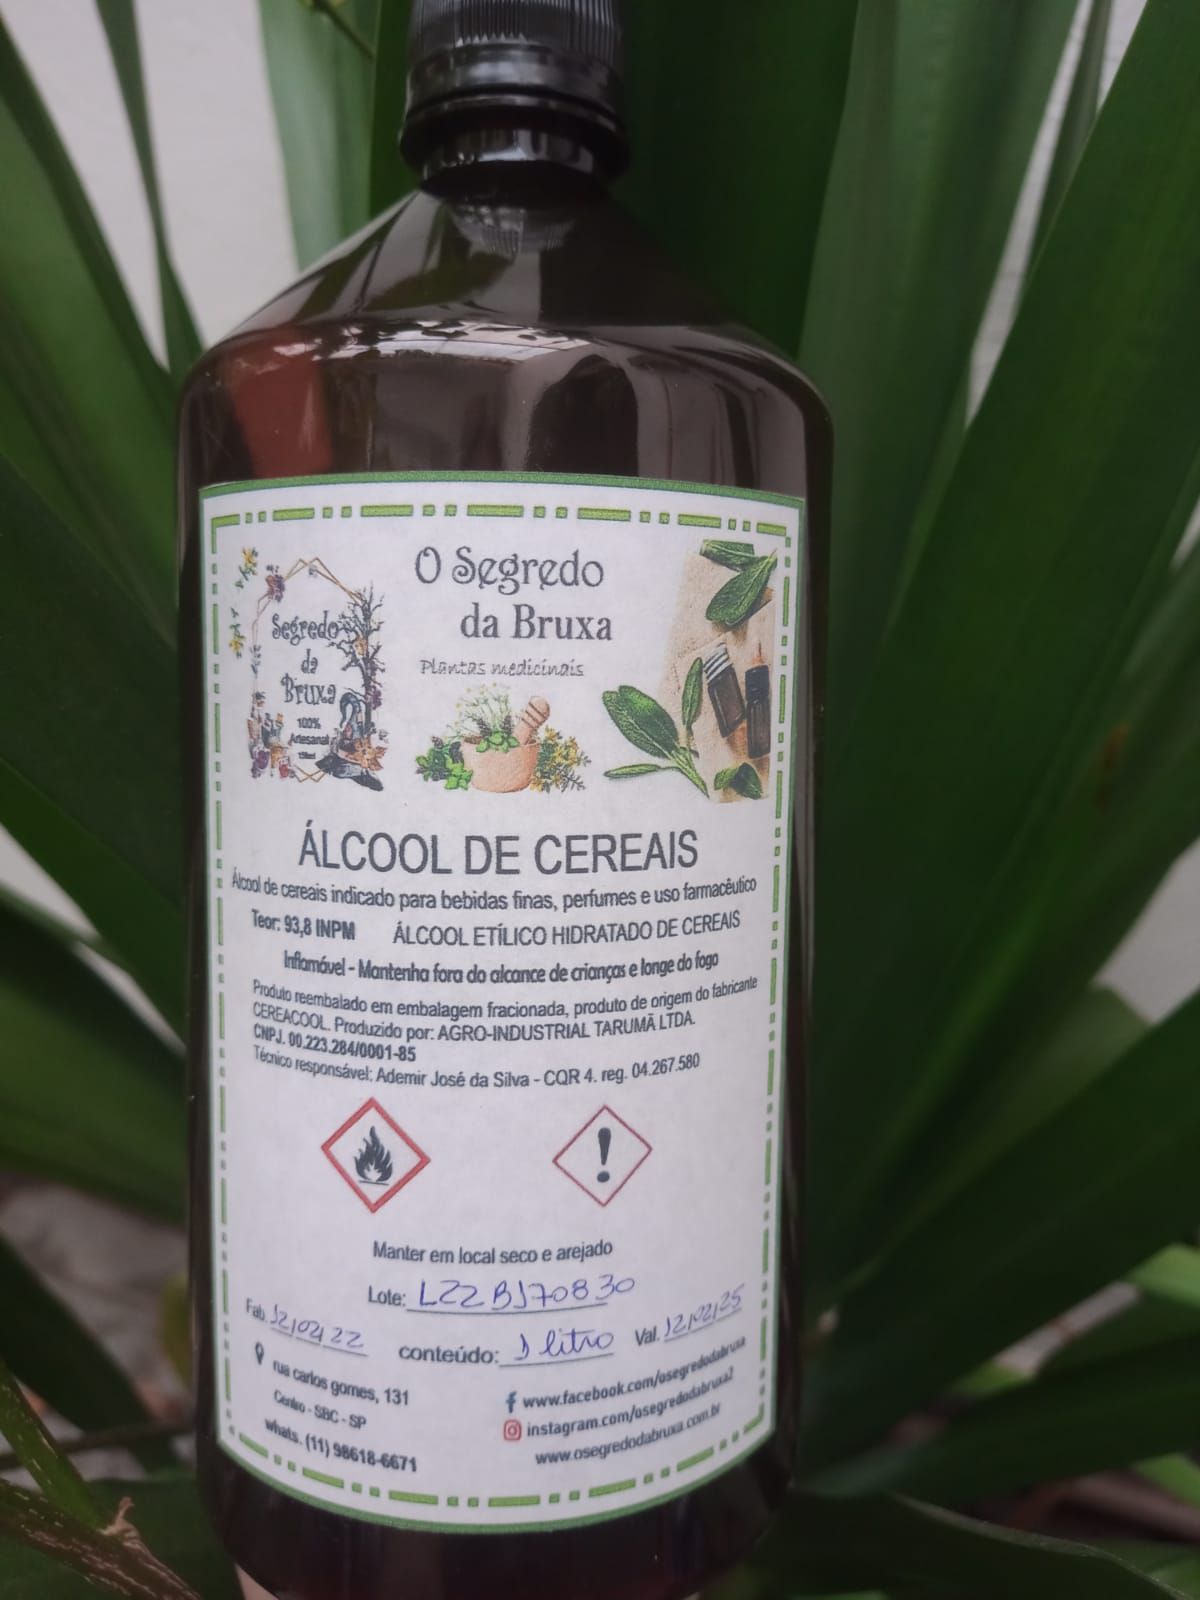 Segredo
da
Bruxa
100%
Artesanal
O Segredo
da Bruxa
Plantas medicinais
ÁLCOOL DE CEREAIS
Álcool de cereais indicado para bebidas finas, perfumes e uso farmacêutico
Teor: 93,8 INPM ÁLCOOL ETÍLICO HIDRATADO DE CEREAIS
Inflamável - Mantenha fora do alcance de crianças e longe do fogo
Produto reembalado em embalagem fracionada, produto de origem do fabricante
CEREACOOL. Produzido por: AGRO-INDUSTRIAL TARUMÃ LTDA.
CNPJ. 00.223.284/0001-85
Técnico responsável: Ademir José da Silva - CQR 4. reg. 04.267.580
Manter em local seco e arejado
Lote: L22B170830
Fab. 12/02/22 conteúdo: 1 litro Val. 12/02/25
rua carlos gomes, 131
Centro - SBC - SP
whats. (11) 98618-6671
www.facebook.com/osegredodabruxa
instagram.com/osegredodabruxa2
www.osegredodabruxa.com.br